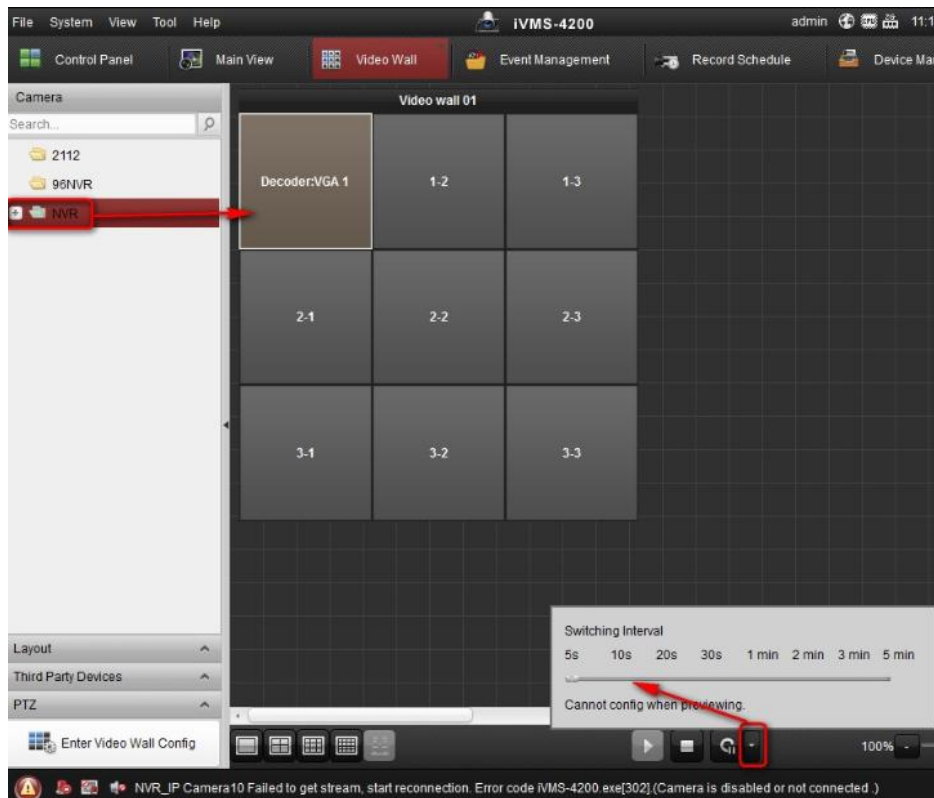 File System View Tool Help iVMS-4200 admin
Control Panel Main View Video Wall Event Management Record Schedule Device
Camera
Video wall 01
Search...
2112
96NVR
NVR
Decoder:VGA 1 1-2 1-3
2-1 2-2 2-3
3-1 3-2 3-3
Switching Interval
5s 10s 20s 30s 1 min 2 min 3 min 5 min
Cannot config when previewing.
Layout
Third Party Devices
PTZ
Enter Video Wall Config
100%
NVR_IP Camera10 Failed to get stream, start reconnection. Error code iVMS-4200.exe[302].(Camera is disabled or not connected .)